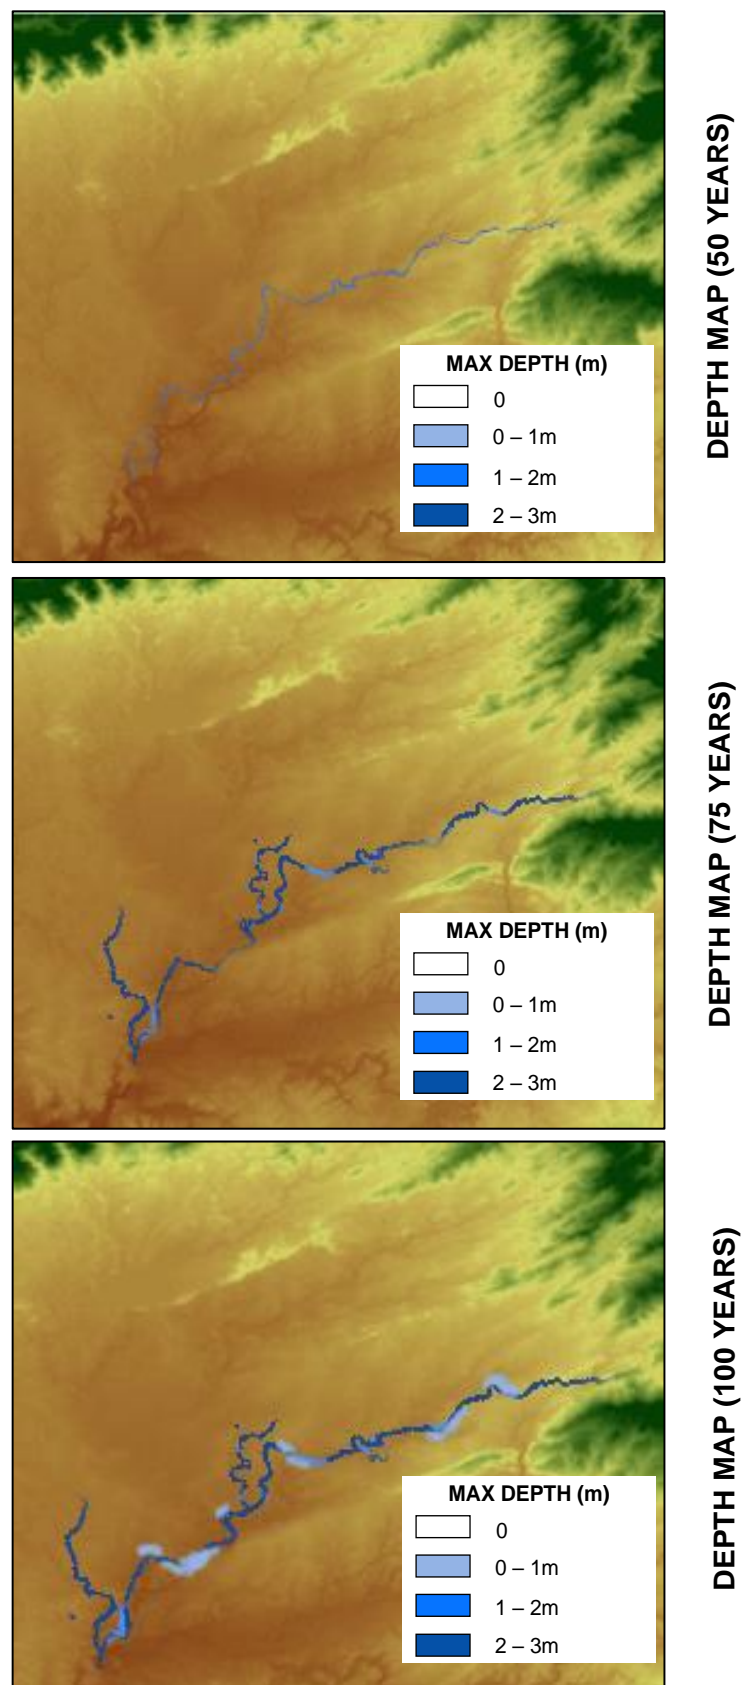 DEPTH MAP (50 YEARS)
MAX DEPTH (m)
0
0 – 1m
1 – 2m
2 – 3m
DEPTH MAP (75 YEARS)
MAX DEPTH (m)
0
0 – 1m
1 – 2m
2 – 3m
DEPTH MAP (100 YEARS)
MAX DEPTH (m)
0
0 – 1m
1 – 2m
2 – 3m